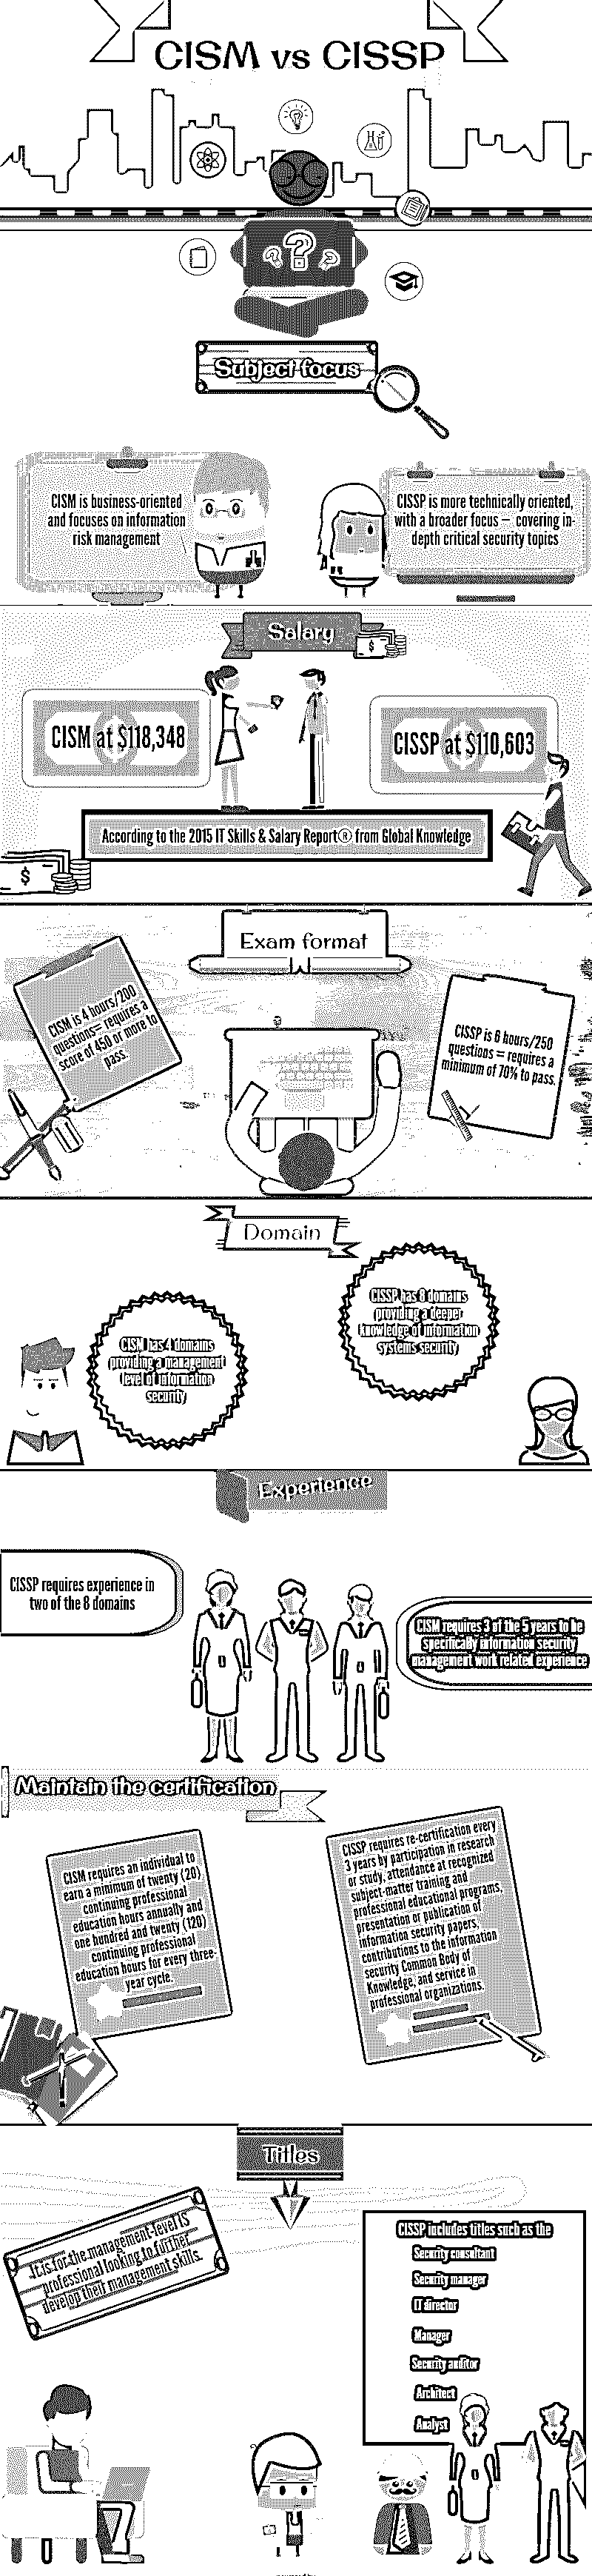 CISM vs CISSP
Subject focus
CISM is business-oriented
and focuses on information
risk management
CISSP is more technically oriented,
with a broader focus – covering in-
depth critical security topics
Salary
CISM at $118,348
CISSP at $110,603
According to the 2015 IT Skills & Salary Report® from Global Knowledge
Exam format
CISM is 4 hours/200
questions= requires a
score of 450 or more to
pass.
CISSP is 6 hours/250
questions = requires a
minimum of 70% to pass.
Domain
CISM has 4 domains
providing a management
level of information
security
CISSP has 8 domains
providing a deeper
knowledge of information
systems security
Experience
CISSP requires experience in
two of the 8 domains
CISM requires 3 of the 5 years to be
specifically information security
management work related experience
Maintain the certification
CISM requires an individual to
earn a minimum of twenty (20)
continuing professional
education hours annually and
one hundred and twenty (120)
continuing professional
education hours for every three-
year cycle.
CISSP requires re-certification every
3 years by participation in research
or study, attendance at recognized
subject-matter training and
professional educational programs,
presentation or publication of
information security papers,
contributions to the information
security Common Body of
Knowledge, and service in
professional organizations.
Titles
It is for the management-level IS
professional looking to further
develop their management skills.
CISSP includes titles such as the
Security consultant
Security manager
IT director
Manager
Security auditor
Architect
Analyst